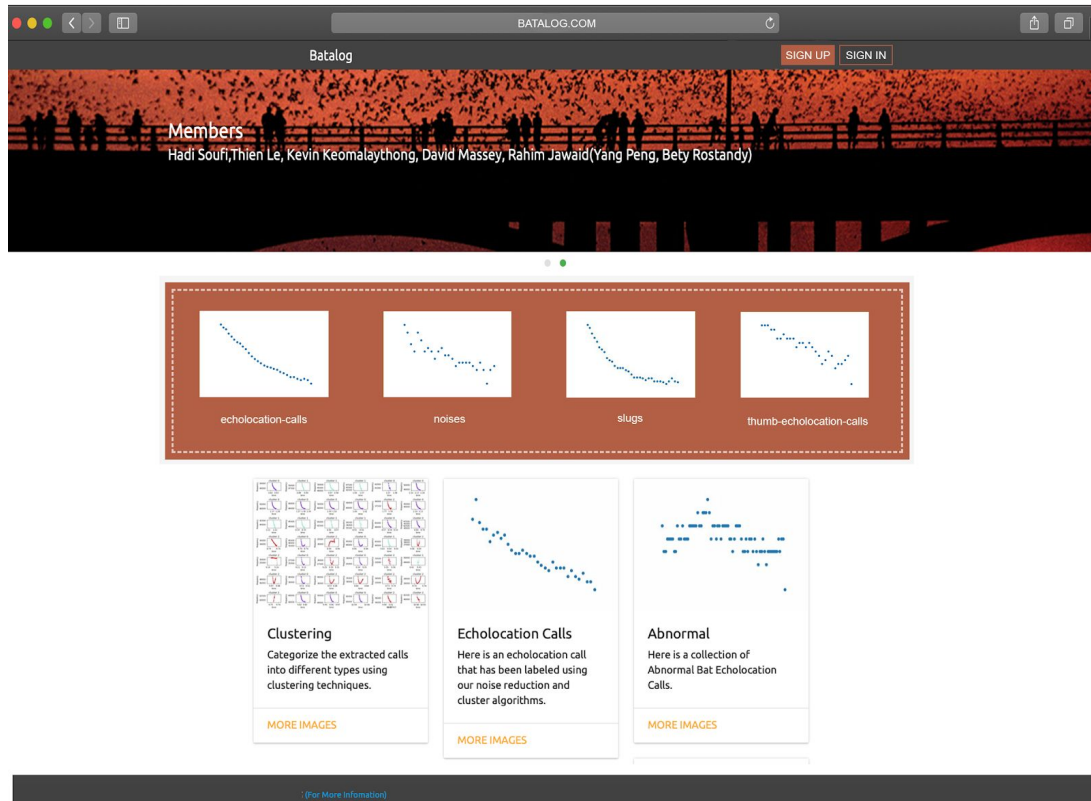 BATALOG.COM
Batalog
SIGN UP
SIGN IN
Members
Hadi Soufi,Thien Le, Kevin Keomalaythong, David Massey, Rahim Jawaid(Yang Peng, Bety Rostandy)
echolocation-calls
noises
slugs
thumb-echolocation-calls
Clustering
Categorize the extracted calls
into different types using
clustering techniques.
MORE IMAGES
Echolocation Calls
Here is an echolocation call
that has been labeled using
our noise reduction and
cluster algorithms.
MORE IMAGES
Abnormal
Here is a collection of
Abnormal Bat Echolocation
Calls.
MORE IMAGES
: (For More Infomation)